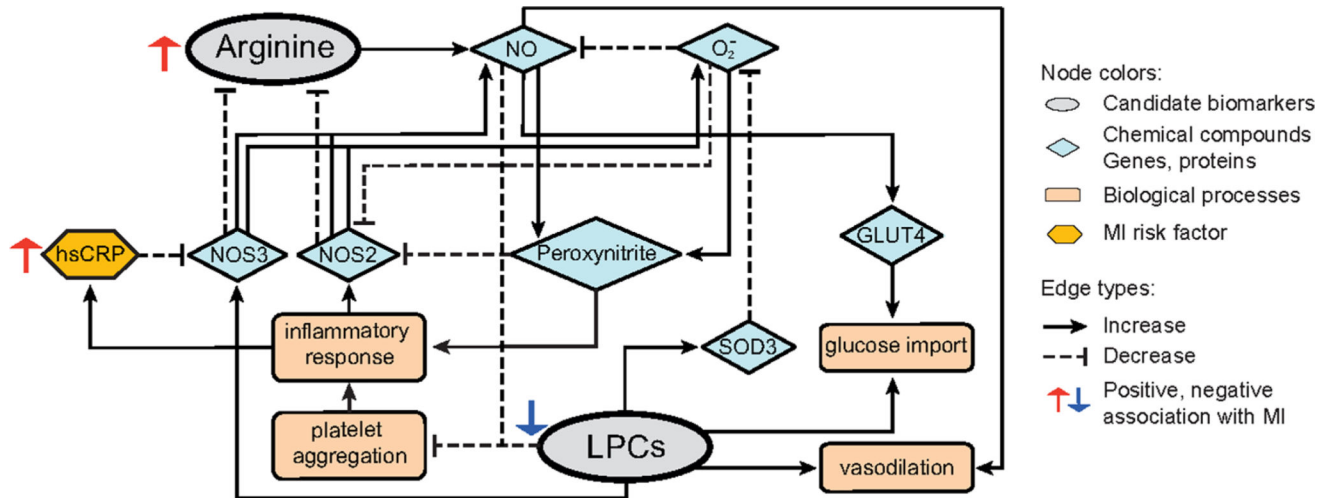 Arginine
NO
O₂⁻
hsCRP
NOS3
NOS2
Peroxynitrite
GLUT4
inflammatory
response
SOD3
glucose import
platelet
aggregation
LPCs
vasodilation
Node colors:
Candidate biomarkers
Chemical compounds
Genes, proteins
Biological processes
MI risk factor
Edge types:
Increase
Decrease
Positive, negative
association with MI